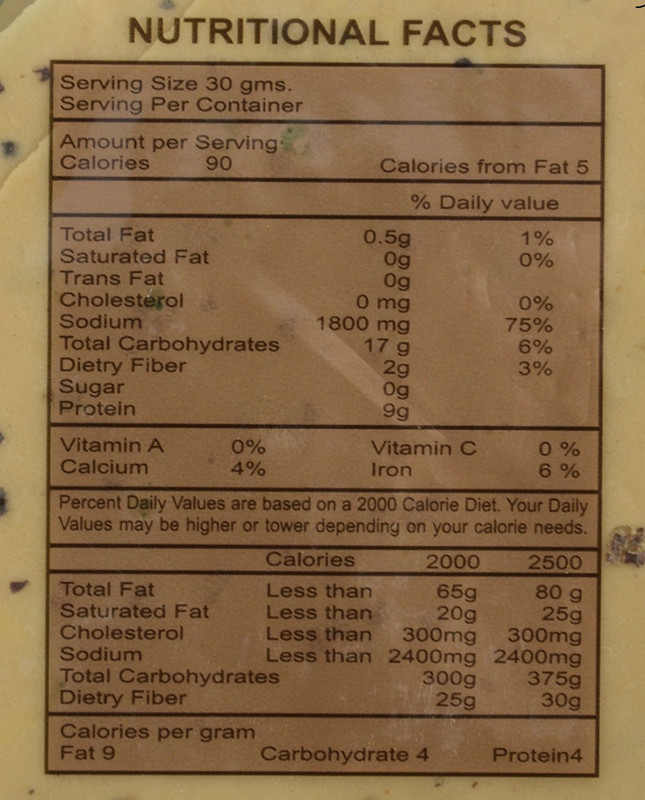 NUTRITIONAL FACTS
Serving Size 30 gms.
Serving Per Container
Amount per Serving
Calories 90 Calories from Fat 5
% Daily value
Total Fat 0.5g 1%
Saturated Fat 0g 0%
Trans Fat 0g
Cholesterol 0 mg 0%
Sodium 1800 mg 75%
Total Carbohydrates 17 g 6%
Dietry Fiber 2g 3%
Sugar 0g
Protein 9g
Vitamin A 0% Vitamin C 0 %
Calcium 4% Iron 6 %
Percent Daily Values are based on a 2000 Calorie Diet. Your Daily
Values may be higher or tower depending on your calorie needs.
Calories 2000 2500
Total Fat Less than 65g 80 g
Saturated Fat Less than 20g 25g
Cholesterol Less than 300mg 300mg
Sodium Less than 2400mg 2400mg
Total Carbohydrates 300g 375g
Dietry Fiber 25g 30g
Calories per gram
Fat 9 Carbohydrate 4 Protein4